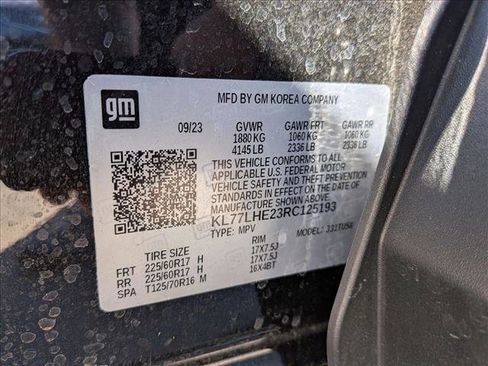 gm
MFD BY GM KOREA COMPANY
09/23 GVWR GAWR FRT GAWR RR
1880 KG 1060 KG 1060 KG
4145 LB 2336 LB 2336 LB
THIS VEHICLE CONFORMS TO ALL
APPLICABLE U.S. FEDERAL MOTOR
VEHICLE SAFETY AND THEFT PREVENTION
STANDARDS IN EFFECT ON THE DATE OF
MANUFACTURE SHOWN ABOVE.
KL77LHE23RC125193
TYPE: MPV MODEL:
TIRE SIZE RIM
FRT 225/60R17 H 17X7.5J
RR 225/60R17 H 17X7.5J
SPA T125/70R16 M 16X4BT